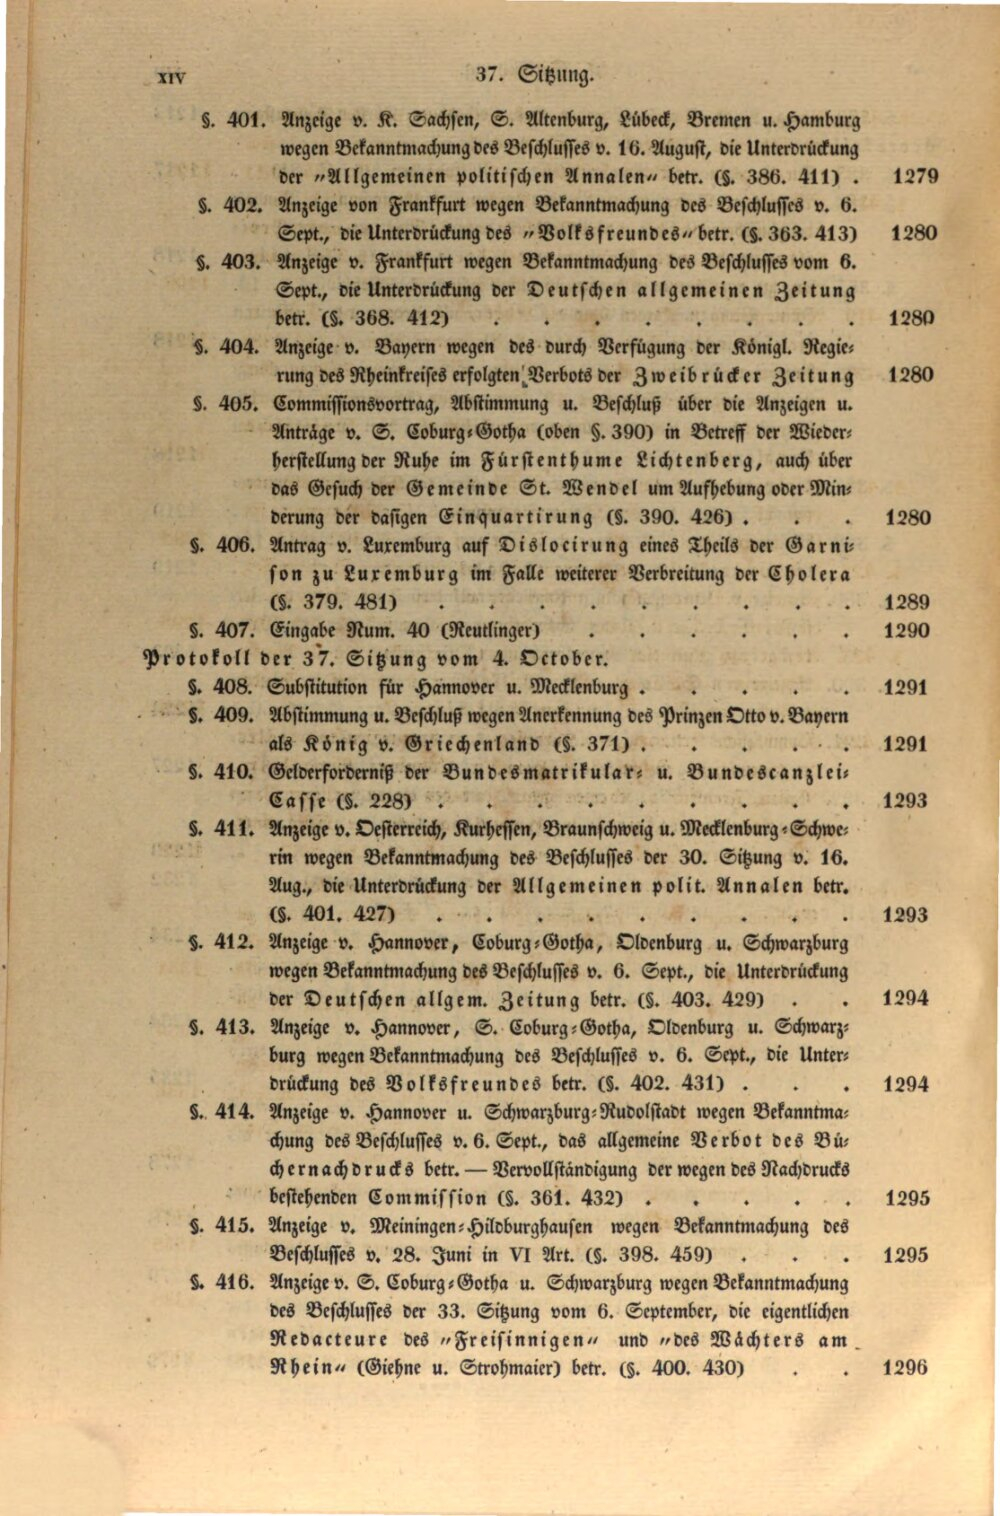 XIV 37. Sitzung.
§. 401. Anzeige v. K. Sachsen, S. Altenburg, Lübeck, Bremen u. Hamburg
wegen Bekanntmachung des Beschlusses v. 16. August, die Unterdrückung
der „Allgemeinen politischen Annalen“ betr. (§. 386. 411) . 1279
§. 402. Anzeige von Frankfurt wegen Bekanntmachung des Beschlusses v. 6.
Sept., die Unterdrückung des „Volksfreundes“ betr. (§. 363. 413) 1280
§. 403. Anzeige v. Frankfurt wegen Bekanntmachung des Beschlusses vom 6.
Sept., die Unterdrückung der Deutschen allgemeinen Zeitung
betr. (§. 368. 412) . . . . . . . . 1280
§. 404. Anzeige v. Bayern wegen des durch Verfügung der Königl. Regie-
rung des Rheinkreises erfolgten Verbots der Zweibrücker Zeitung 1280
§. 405. Commissionsvortrag, Abstimmung u. Beschluß über die Anzeigen u.
Anträge v. S. Coburg-Gotha (oben §. 390) in Betreff der Wieder-
herstellung der Ruhe im Fürstenthume Lichtenberg, auch über
das Gesuch der Gemeinde St. Wendel um Aufhebung oder Min-
derung der dasigen Einquartirung (§. 390. 426) . . . 1280
§. 406. Antrag v. Luxemburg auf Dislocirung eines Theils der Garni-
son zu Luxemburg im Falle weiterer Verbreitung der Cholera
(§. 379. 481) . . . . . . . . . 1289
§. 407. Eingabe Num. 40 (Reutlinger) . . . . . . 1290
Protokoll der 37. Sitzung vom 4. October.
§. 408. Substitution für Hannover u. Mecklenburg . . . . . 1291
§. 409. Abstimmung u. Beschluß wegen Anerkennung des Prinzen Otto v. Bayern
als König v. Griechenland (§. 371) . . . . . 1291
§. 410. Gelderforderniß der Bundesmatrikular- u. Bundescanzlei-
Casse (§. 228) . . . . . . . . . 1293
§. 411. Anzeige v. Oesterreich, Kurhessen, Braunschweig u. Mecklenburg-Schwe-
rin wegen Bekanntmachung des Beschlusses der 30. Sitzung v. 16.
Aug., die Unterdrückung der Allgemeinen polit. Annalen betr.
(§. 401. 427) . . . . . . . . . 1293
§. 412. Anzeige v. Hannover, Coburg-Gotha, Oldenburg u. Schwarzburg
wegen Bekanntmachung des Beschlusses v. 6. Sept., die Unterdrückung
der Deutschen allgem. Zeitung betr. (§. 403. 429) . . 1294
§. 413. Anzeige v. Hannover, S. Coburg-Gotha, Oldenburg u. Schwarz-
burg wegen Bekanntmachung des Beschlusses v. 6. Sept., die Unter-
drückung des Volksfreundes betr. (§. 402. 431) . . . 1294
§. 414. Anzeige v. Hannover u. Schwarzburg-Rudolstadt wegen Bekanntma-
chung des Beschlusses v. 6. Sept., das allgemeine Verbot des Bü-
chernachdrucks betr. — Vervollständigung der wegen des Nachdrucks
bestehenden Commission (§. 361. 432) . . . . . 1295
§. 415. Anzeige v. Meiningen-Hildburghausen wegen Bekanntmachung des
Beschlusses v. 28. Juni in VI Art. (§. 398. 459) . . . 1295
§. 416. Anzeige v. S. Coburg-Gotha u. Schwarzburg wegen Bekanntmachung
des Beschlusses der 33. Sitzung vom 6. September, die eigentlichen
Redacteure des „Freisinnigen“ und „des Wächters am
Rhein“ (Giehne u. Strohmaier) betr. (§. 400. 430) . . 1296